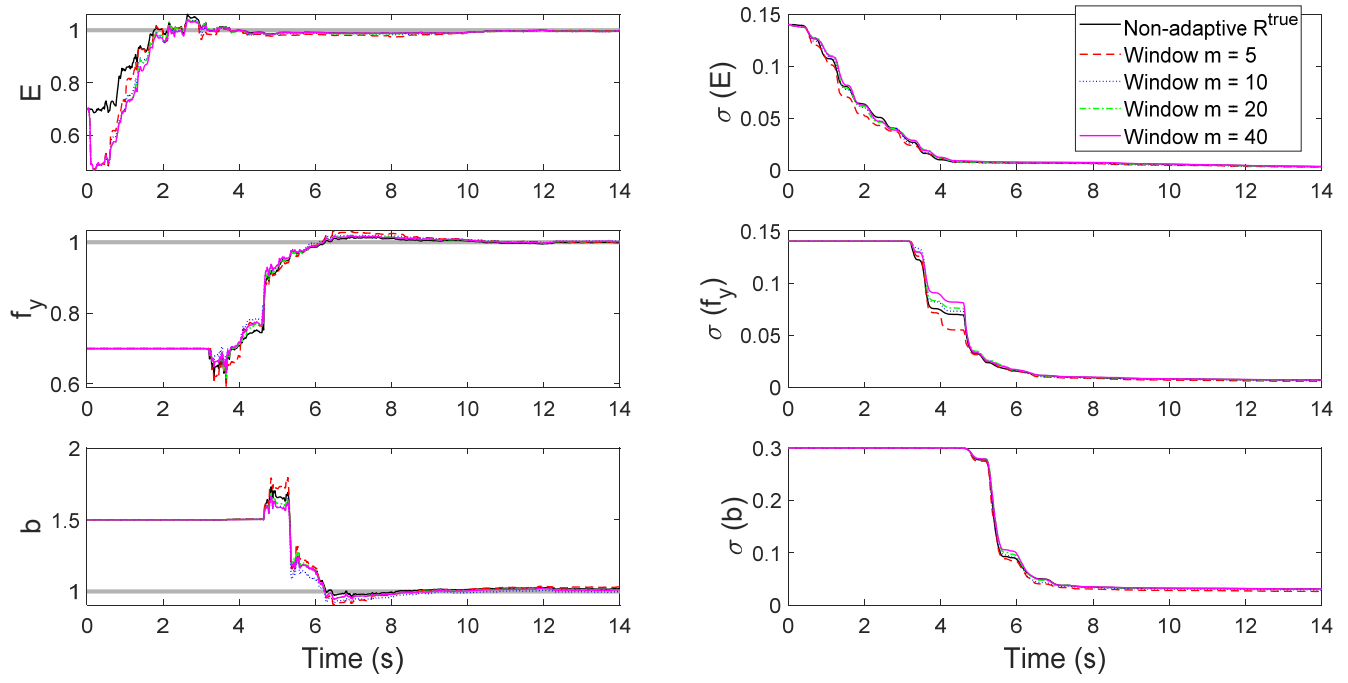 1
0.8
0.6
E
0 2 4 6 8 10 12 14
0.15
0.1
0.05
0
σ (E)
0 2 4 6 8 10 12 14
Non-adaptive R^true
Window m = 5
Window m = 10
Window m = 20
Window m = 40
1
0.8
0.6
f_y
0 2 4 6 8 10 12 14
0.15
0.1
0.05
0
σ (f_y)
0 2 4 6 8 10 12 14
2
1.5
1
b
0 2 4 6 8 10 12 14
Time (s)
0.3
0.2
0.1
0
σ (b)
0 2 4 6 8 10 12 14
Time (s)